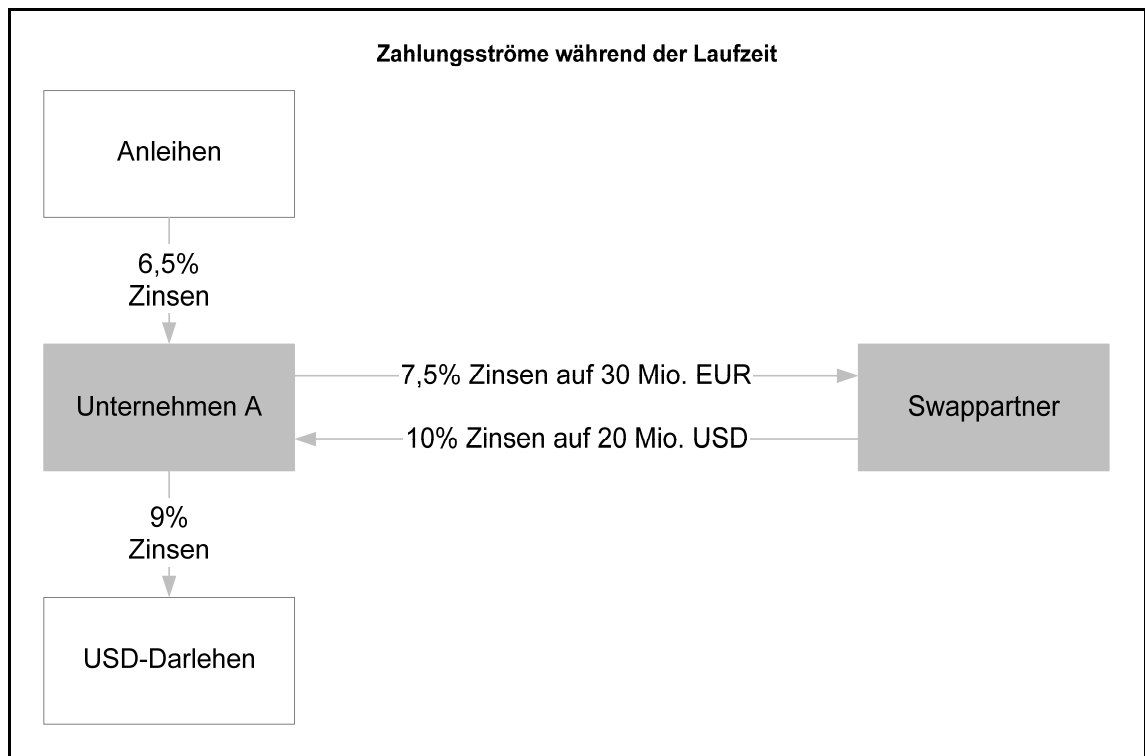 Zahlungsströme während der Laufzeit
Anleihen
6,5%
Zinsen
Unternehmen A
7,5% Zinsen auf 30 Mio. EUR
10% Zinsen auf 20 Mio. USD
Swappartner
9%
Zinsen
USD-Darlehen